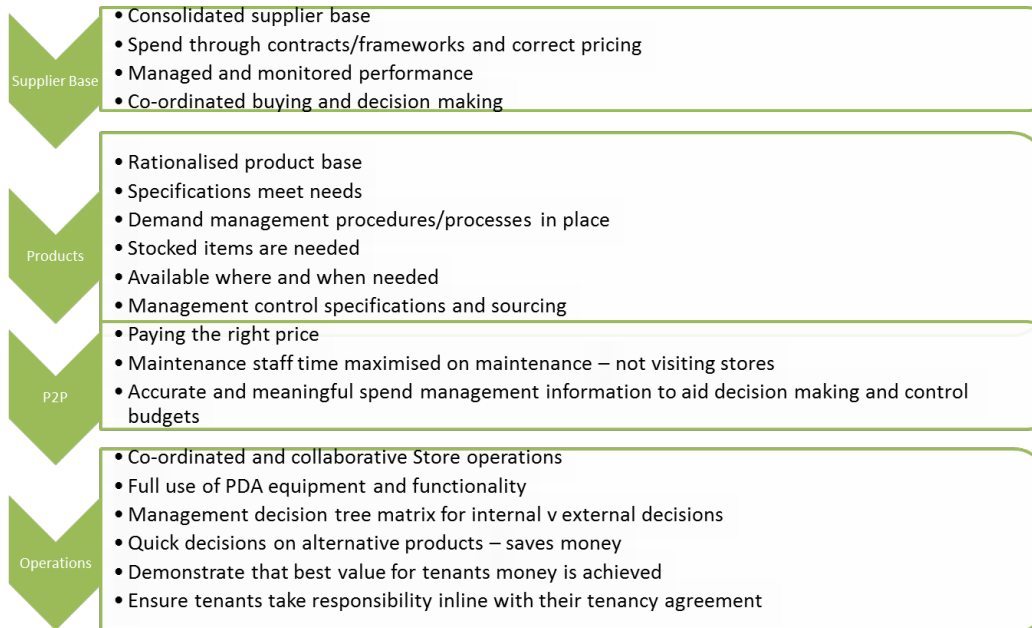 Supplier Base
• Consolidated supplier base
• Spend through contracts/frameworks and correct pricing
• Managed and monitored performance
• Co-ordinated buying and decision making
Products
• Rationalised product base
• Specifications meet needs
• Demand management procedures/processes in place
• Stocked items are needed
• Available where and when needed
• Management control specifications and sourcing
P2P
• Paying the right price
• Maintenance staff time maximised on maintenance – not visiting stores
• Accurate and meaningful spend management information to aid decision making and control
budgets
Operations
• Co-ordinated and collaborative Store operations
• Full use of PDA equipment and functionality
• Management decision tree matrix for internal v external decisions
• Quick decisions on alternative products – saves money
• Demonstrate that best value for tenants money is achieved
• Ensure tenants take responsibility inline with their tenancy agreement